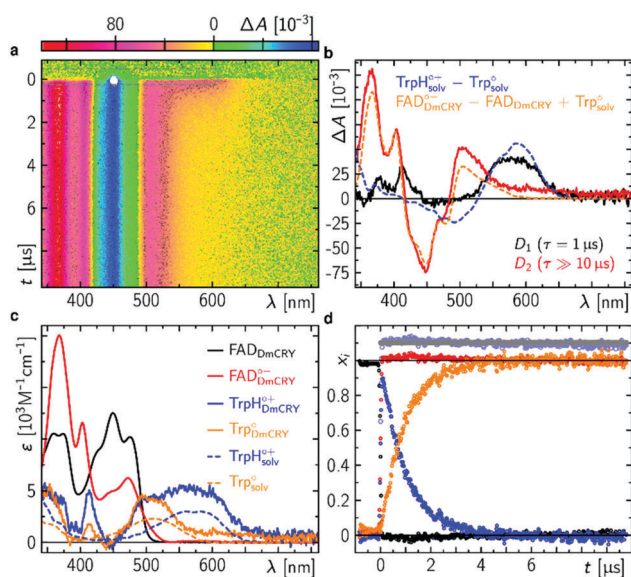 80 0 ΔA [10⁻³]
a
0
2
4
6
t [μs]
400 500 600 λ [nm]
b
ΔA [10⁻³]
TrpH°⁺solv − Trp°solv
FAD°⁻DmCRY − FADDmCRY + Trp°solv
25
0
-25
-50
-75
D₁ (τ = 1 μs)
D₂ (τ ≫ 10 μs)
400 500 600 λ [nm]
c
ε [10³M⁻¹cm⁻¹]
10
5
0
FADDmCRY
FAD°⁻DmCRY
TrpH°⁺DmCRY
Trp°DmCRY
TrpH°⁺solv
Trp°solv
400 500 600 λ [nm]
d
xᵢ
0.8
0.6
0.4
0.2
0
0 2 4 6 t [μs]